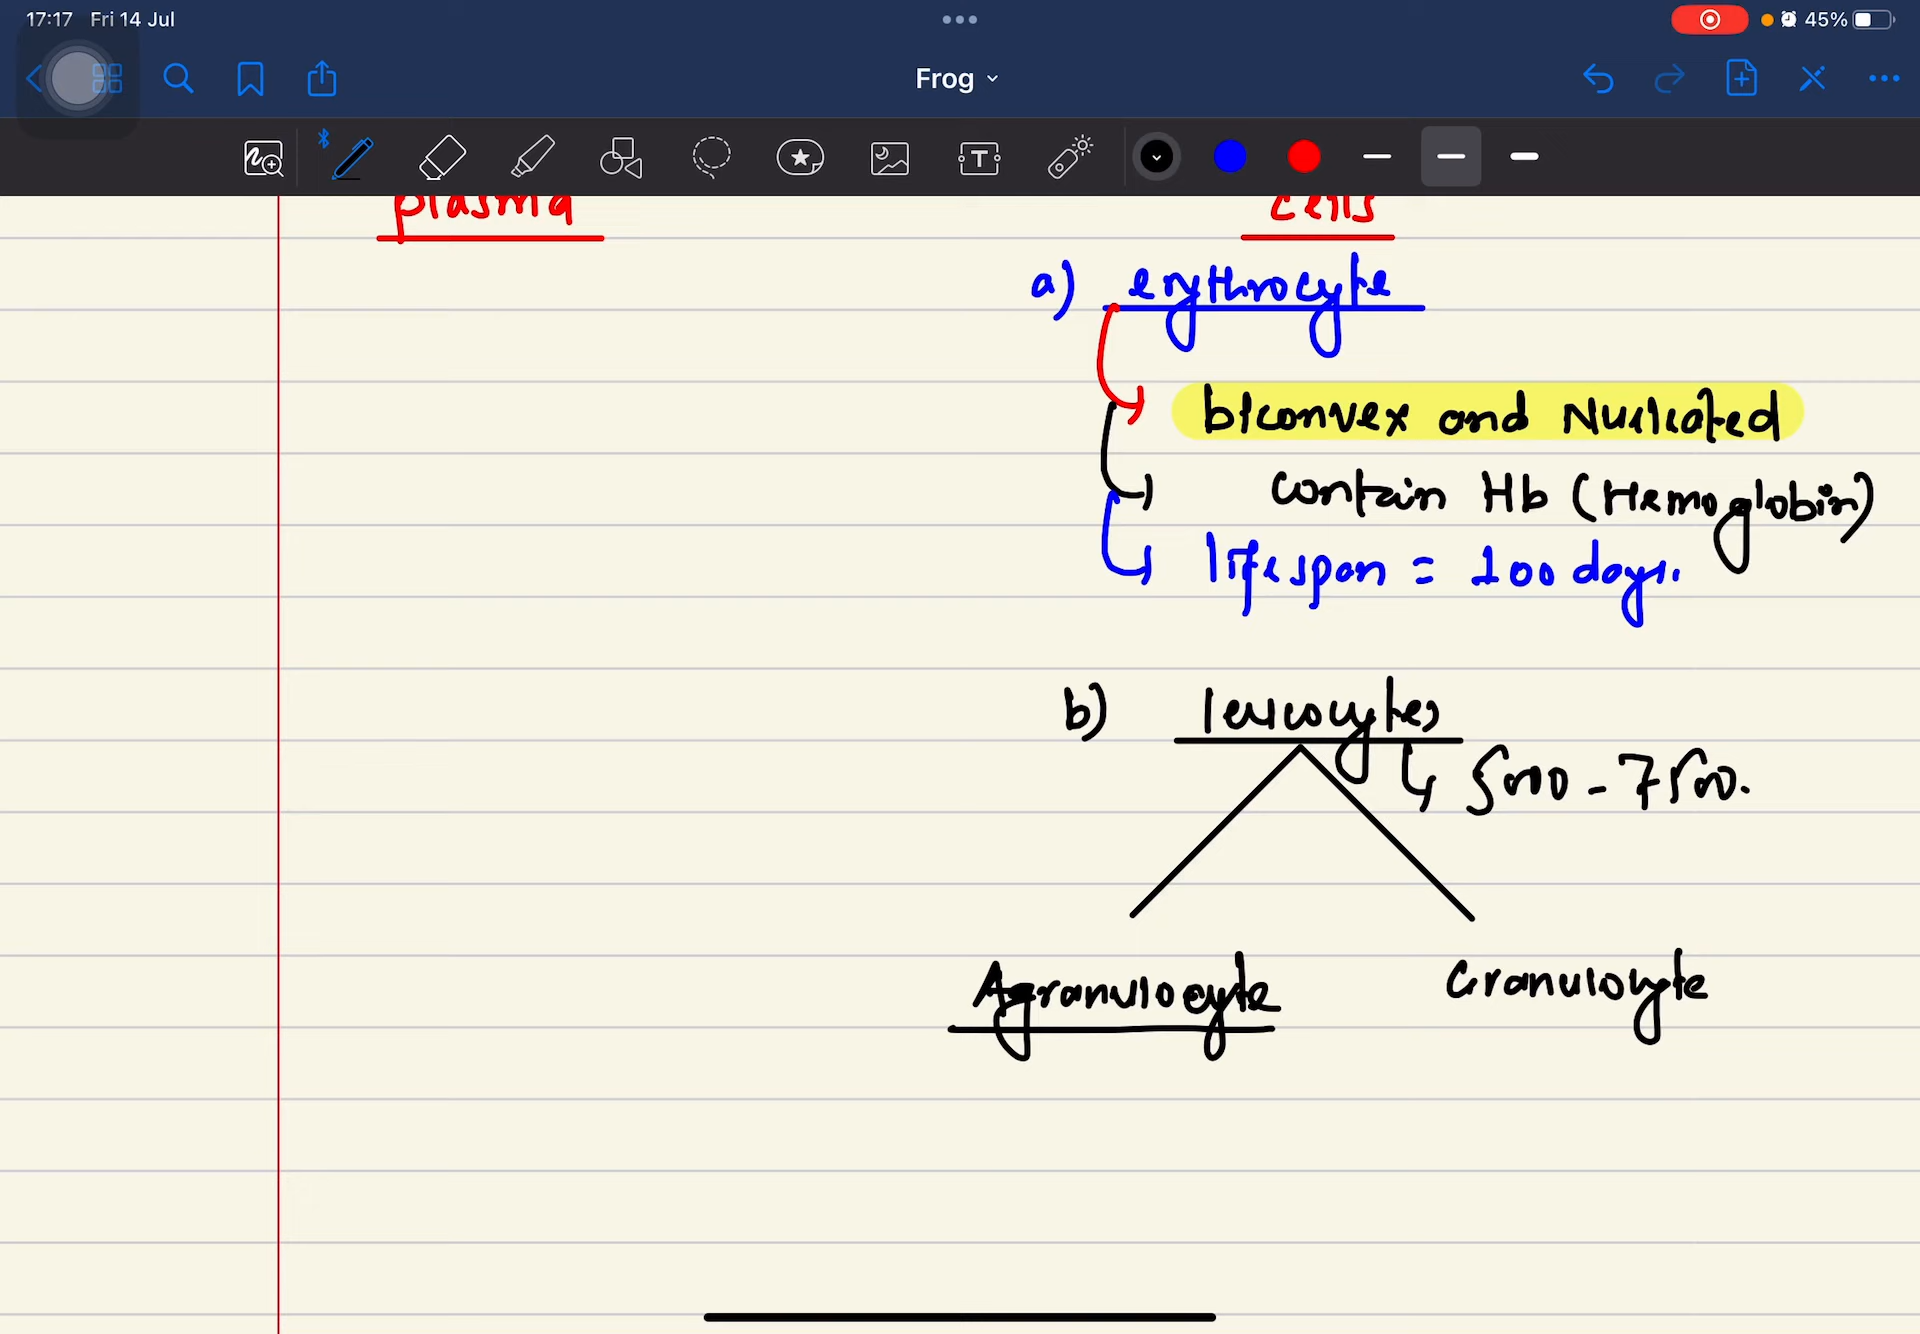 17:17 Fri 14 Jul
45%
Frog
T
plasma
cells
a) erythrocyte
biconvex and Nucleated
contain Hb (Hemoglobin)
lifespan = 100 days.
b) leucocytes
5000 - 7500.
Agranulocyte
Granulocyte